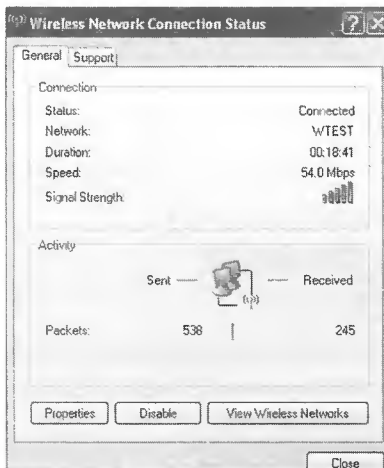 Wireless Network Connection Status
General Support
Connection
Status: Connected
Network: WTEST
Duration: 00:18:41
Speed: 54.0 Mbps
Signal Strength:
Activity
Sent Received
Packets: 538 245
Properties Disable View Wireless Networks
Close